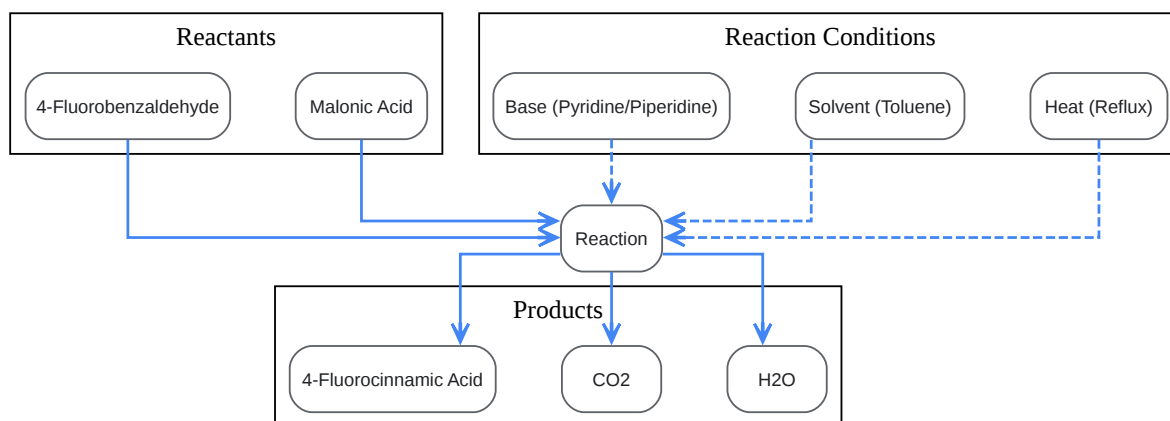 Reactants
Reaction Conditions
4-Fluorobenzaldehyde
Malonic Acid
Base (Pyridine/Piperidine)
Solvent (Toluene)
Heat (Reflux)
Reaction
Products
4-Fluorocinnamic Acid
CO2
H2O